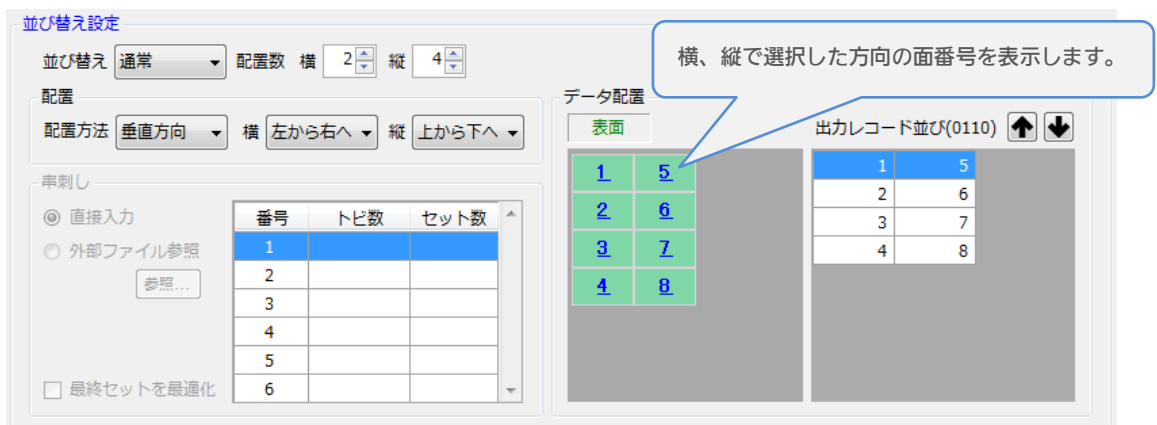 並び替え設定
横、縦で選択した方向の面番号を表示します。
並び替え 通常 配置数 横 2 縦 4
配置
配置方法 垂直方向 横 左から右へ 縦 上から下へ
データ配置
表面
出力レコード並び(0110)
1 5
2 6
3 7
4 8
1 5
2 6
3 7
4 8
串刺し
直接入力
外部ファイル参照
参照...
最終セットを最適化
番号 トビ数 セット数
1
2
3
4
5
6